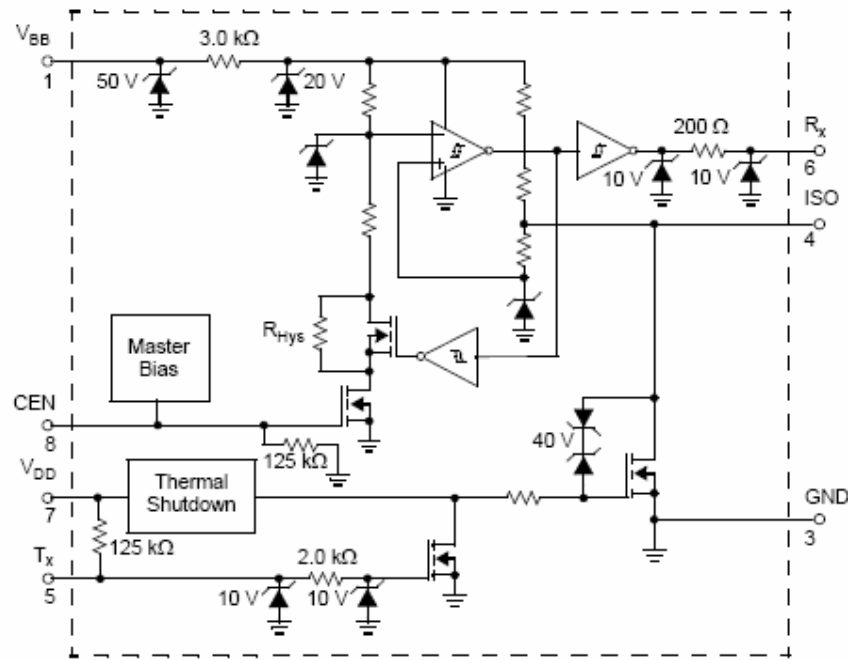 V_BB
1
3.0 kΩ
50 V
20 V
200 Ω
R_x
6
10 V
10 V
ISO
4
R_Hys
Master
Bias
CEN
8
125 kΩ
40 V
V_DD
7
Thermal
Shutdown
GND
3
125 kΩ
T_x
5
2.0 kΩ
10 V
10 V